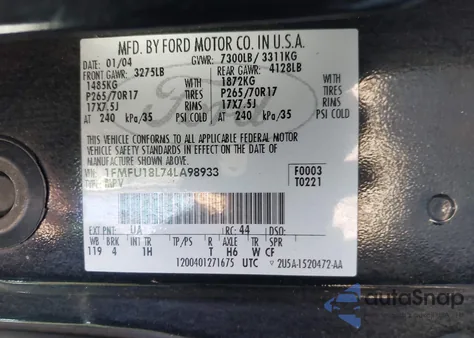 MFD. BY FORD MOTOR CO. IN U.S.A.
DATE: 01/04 GVWR: 7300LB / 3311KG
FRONT GAWR: 3275LB REAR GAWR: 4128LB
1485KG 1872KG
P265/70R17 TIRES P265/70R17
17X7.5J RIMS 17X7.5J
AT 240 kPa/35 PSI COLD AT 240 kPa/35 PSI COLD
THIS VEHICLE CONFORMS TO ALL APPLICABLE FEDERAL MOTOR
VEHICLE SAFETY STANDARDS IN EFFECT ON THE DATE OF
MANUFACTURE SHOWN ABOVE.
VIN: 1FMFU18L74LA98933 F0003
TYPE: MPV T0221
EXT PNT: UA RC: 44 DSO:
WB BRK INT TR TP/PS R AXLE TR SPR
119 4 1H T H6 W CF
1200401271675 UTC 2U5A-1520472-AA
Ford
autoSnap